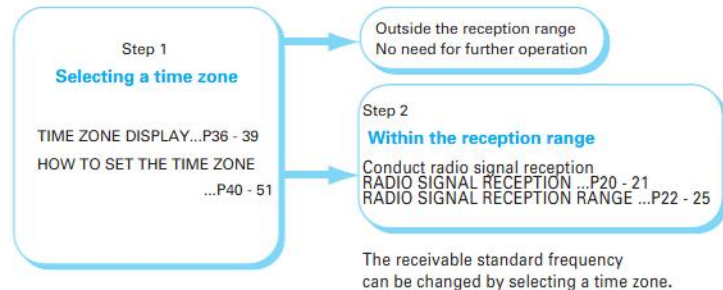 Step 1
Selecting a time zone
TIME ZONE DISPLAY...P36 - 39
HOW TO SET THE TIME ZONE
...P40 - 51
Outside the reception range
No need for further operation
Step 2
Within the reception range
Conduct radio signal reception
RADIO SIGNAL RECEPTION ...P20 - 21
RADIO SIGNAL RECEPTION RANGE ...P22 - 25
The receivable standard frequency
can be changed by selecting a time zone.